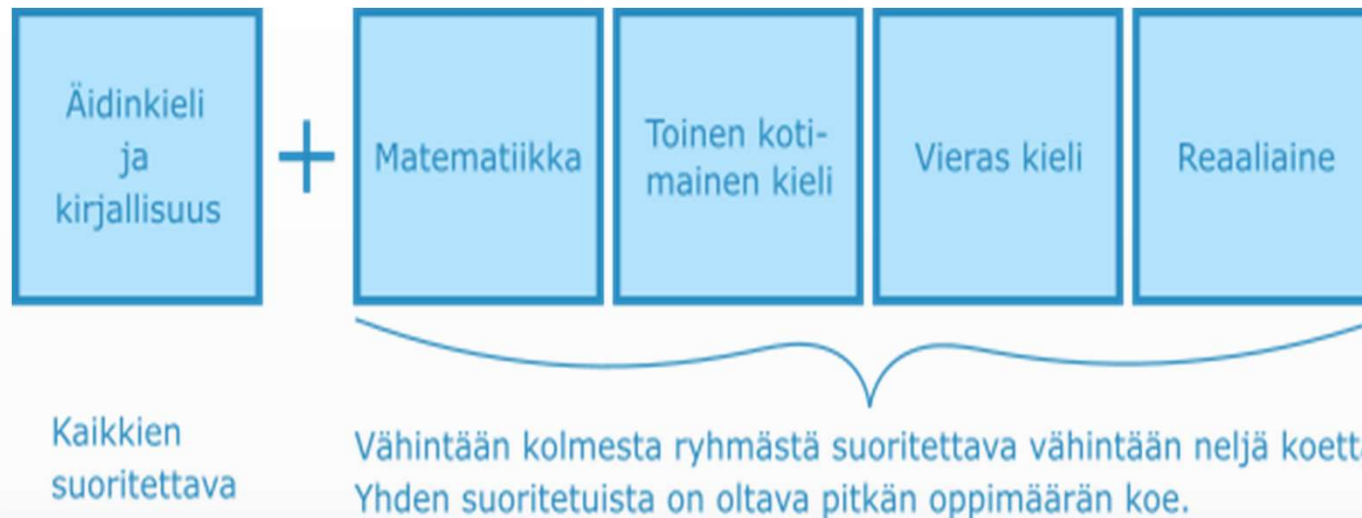 Äidinkieli
ja
kirjallisuus
+
Matematiikka
Toinen koti-
mainen kieli
Vieras kieli
Reaaliaine
Kaikkien
suoritettava
Vähintään kolmesta ryhmästä suoritettava vähintään neljä koetta
Yhden suoritetuista on oltava pitkän oppimäärän koe.